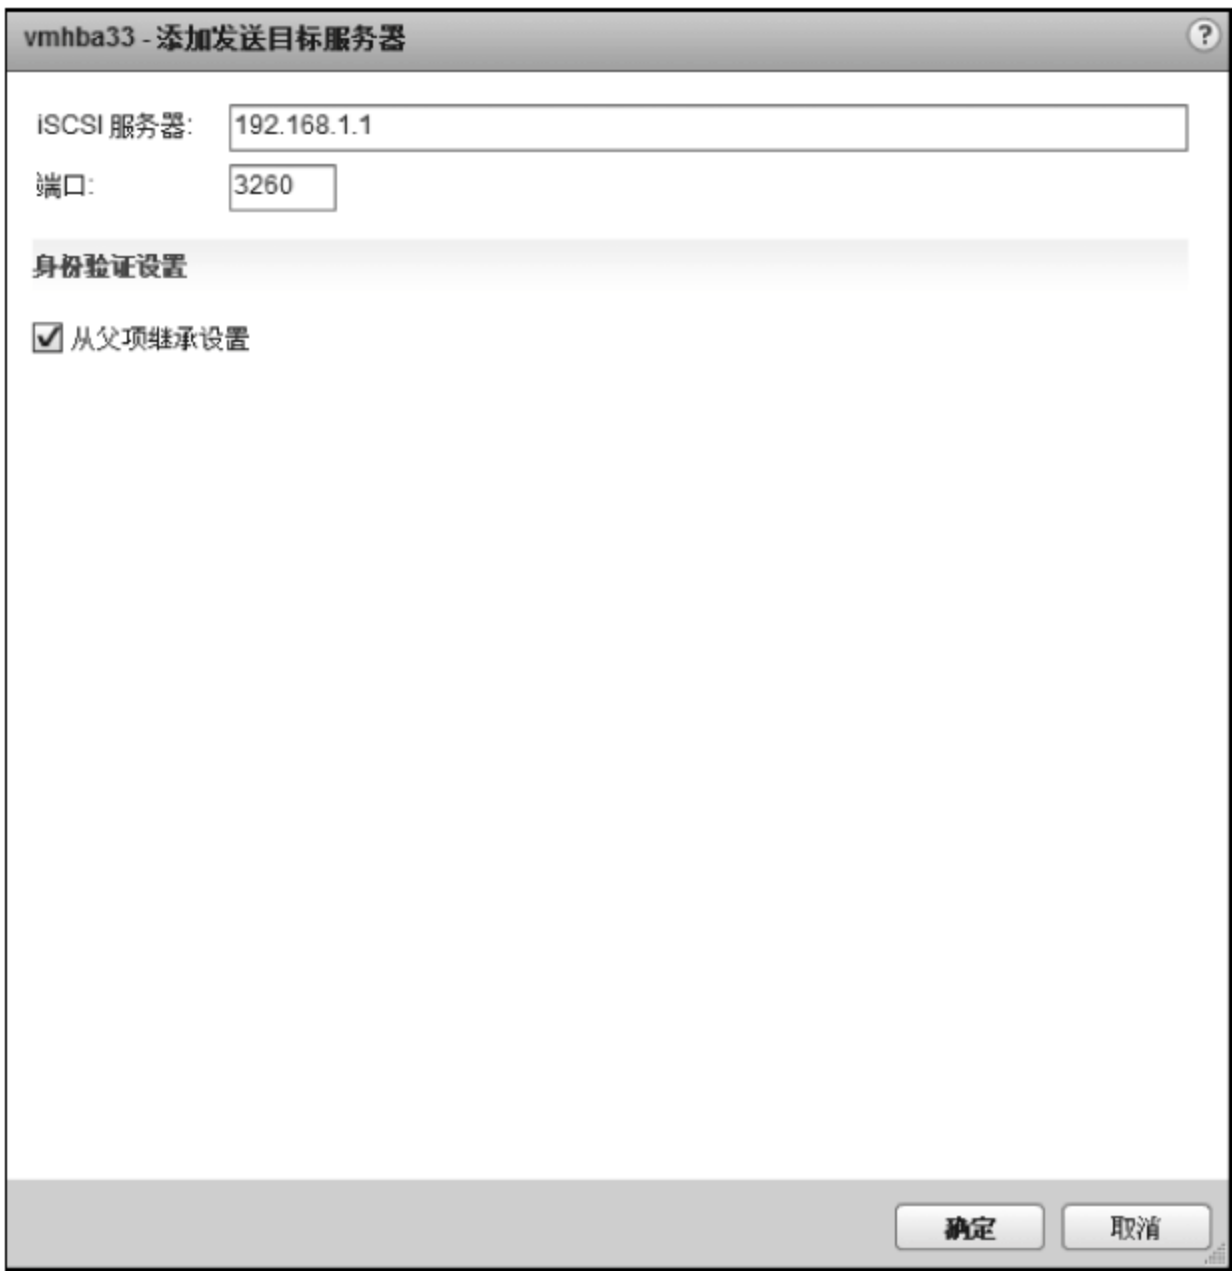 vmhba33 - 添加发送目标服务器
?
iSCSI 服务器: 192.168.1.1
端口: 3260
身份验证设置
从父项继承设置
确定 取消